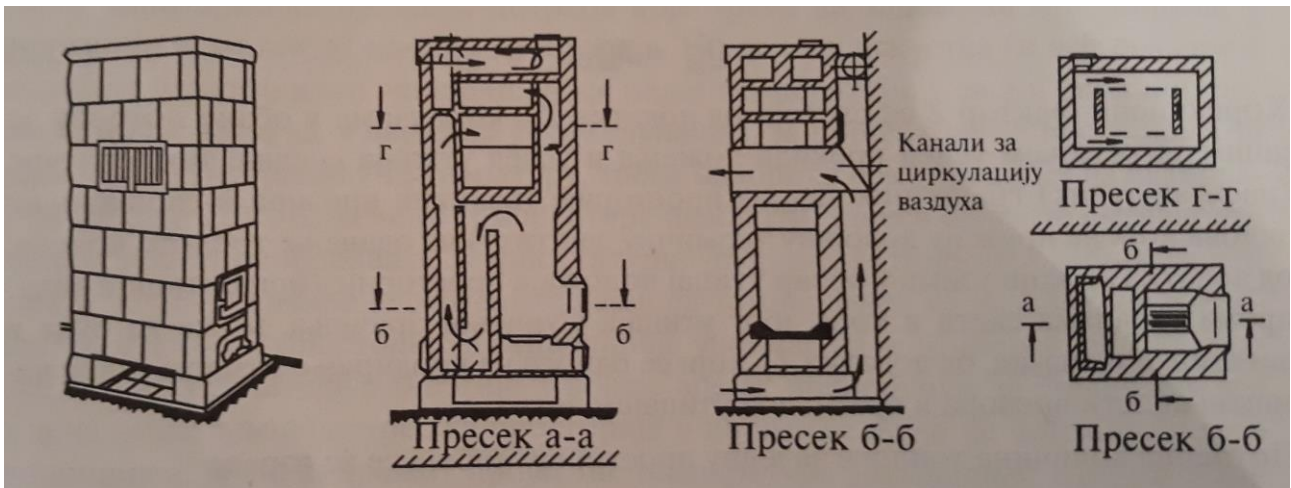 г
г
б
б
Пресек а-а
Канали за
циркулацију
ваздуха
Пресек б-б
Пресек г-г
б
а
а
б
Пресек б-б